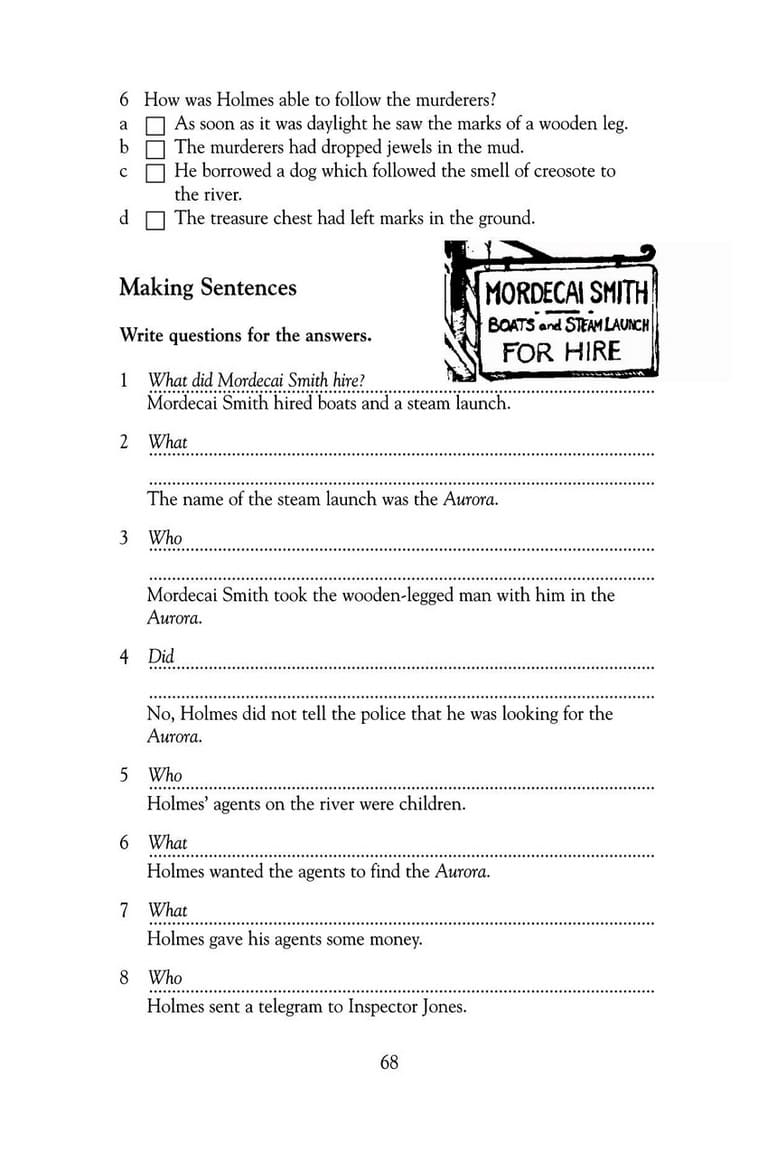 6 How was Holmes able to follow the murderers?
a As soon as it was daylight he saw the marks of a wooden leg.
b The murderers had dropped jewels in the mud.
c He borrowed a dog which followed the smell of creosote to
the river.
d The treasure chest had left marks in the ground.
MORDECAI SMITH
BOATS and STEAM LAUNCH
FOR HIRE
Making Sentences
Write questions for the answers.
1 What did Mordecai Smith hire?
Mordecai Smith hired boats and a steam launch.
2 What
The name of the steam launch was the Aurora.
3 Who
Mordecai Smith took the wooden-legged man with him in the
Aurora.
4 Did
No, Holmes did not tell the police that he was looking for the
Aurora.
5 Who
Holmes’ agents on the river were children.
6 What
Holmes wanted the agents to find the Aurora.
7 What
Holmes gave his agents some money.
8 Who
Holmes sent a telegram to Inspector Jones.
68